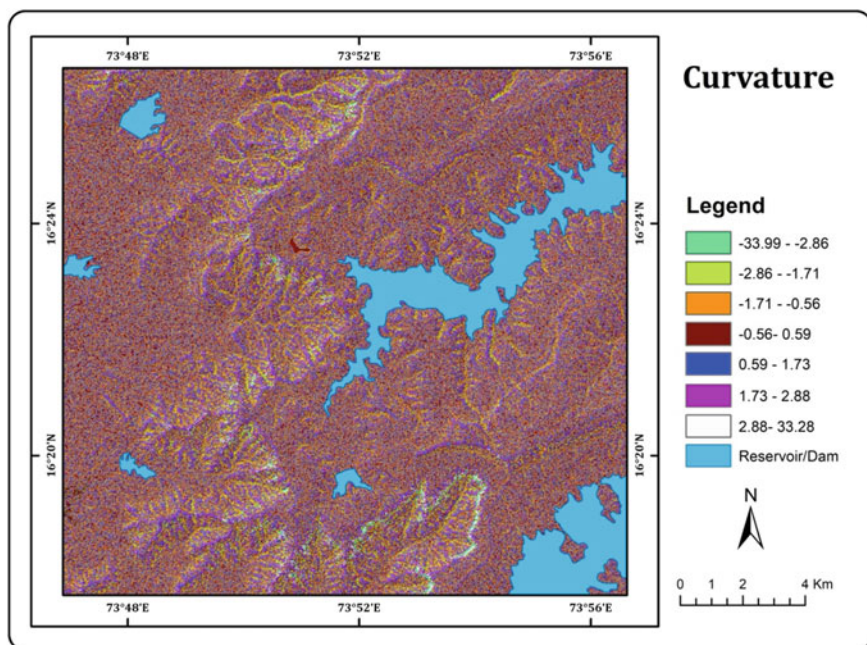 73°48'E 73°52'E 73°56'E
Curvature
16°24'N 16°24'N
16°20'N 16°20'N
Legend
-33.99 - -2.86
-2.86 - -1.71
-1.71 - -0.56
-0.56- 0.59
0.59 - 1.73
1.73 - 2.88
2.88- 33.28
Reservoir/Dam
N
0 1 2 4 Km
73°48'E 73°52'E 73°56'E